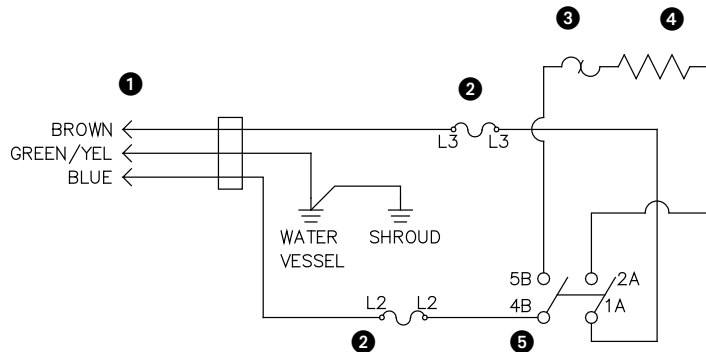 3
4
1
2
BROWN
L3 L3
GREEN/YEL
BLUE
WATER
VESSEL
SHROUD
5B
2A
L2 L2
4B
1A
2
5